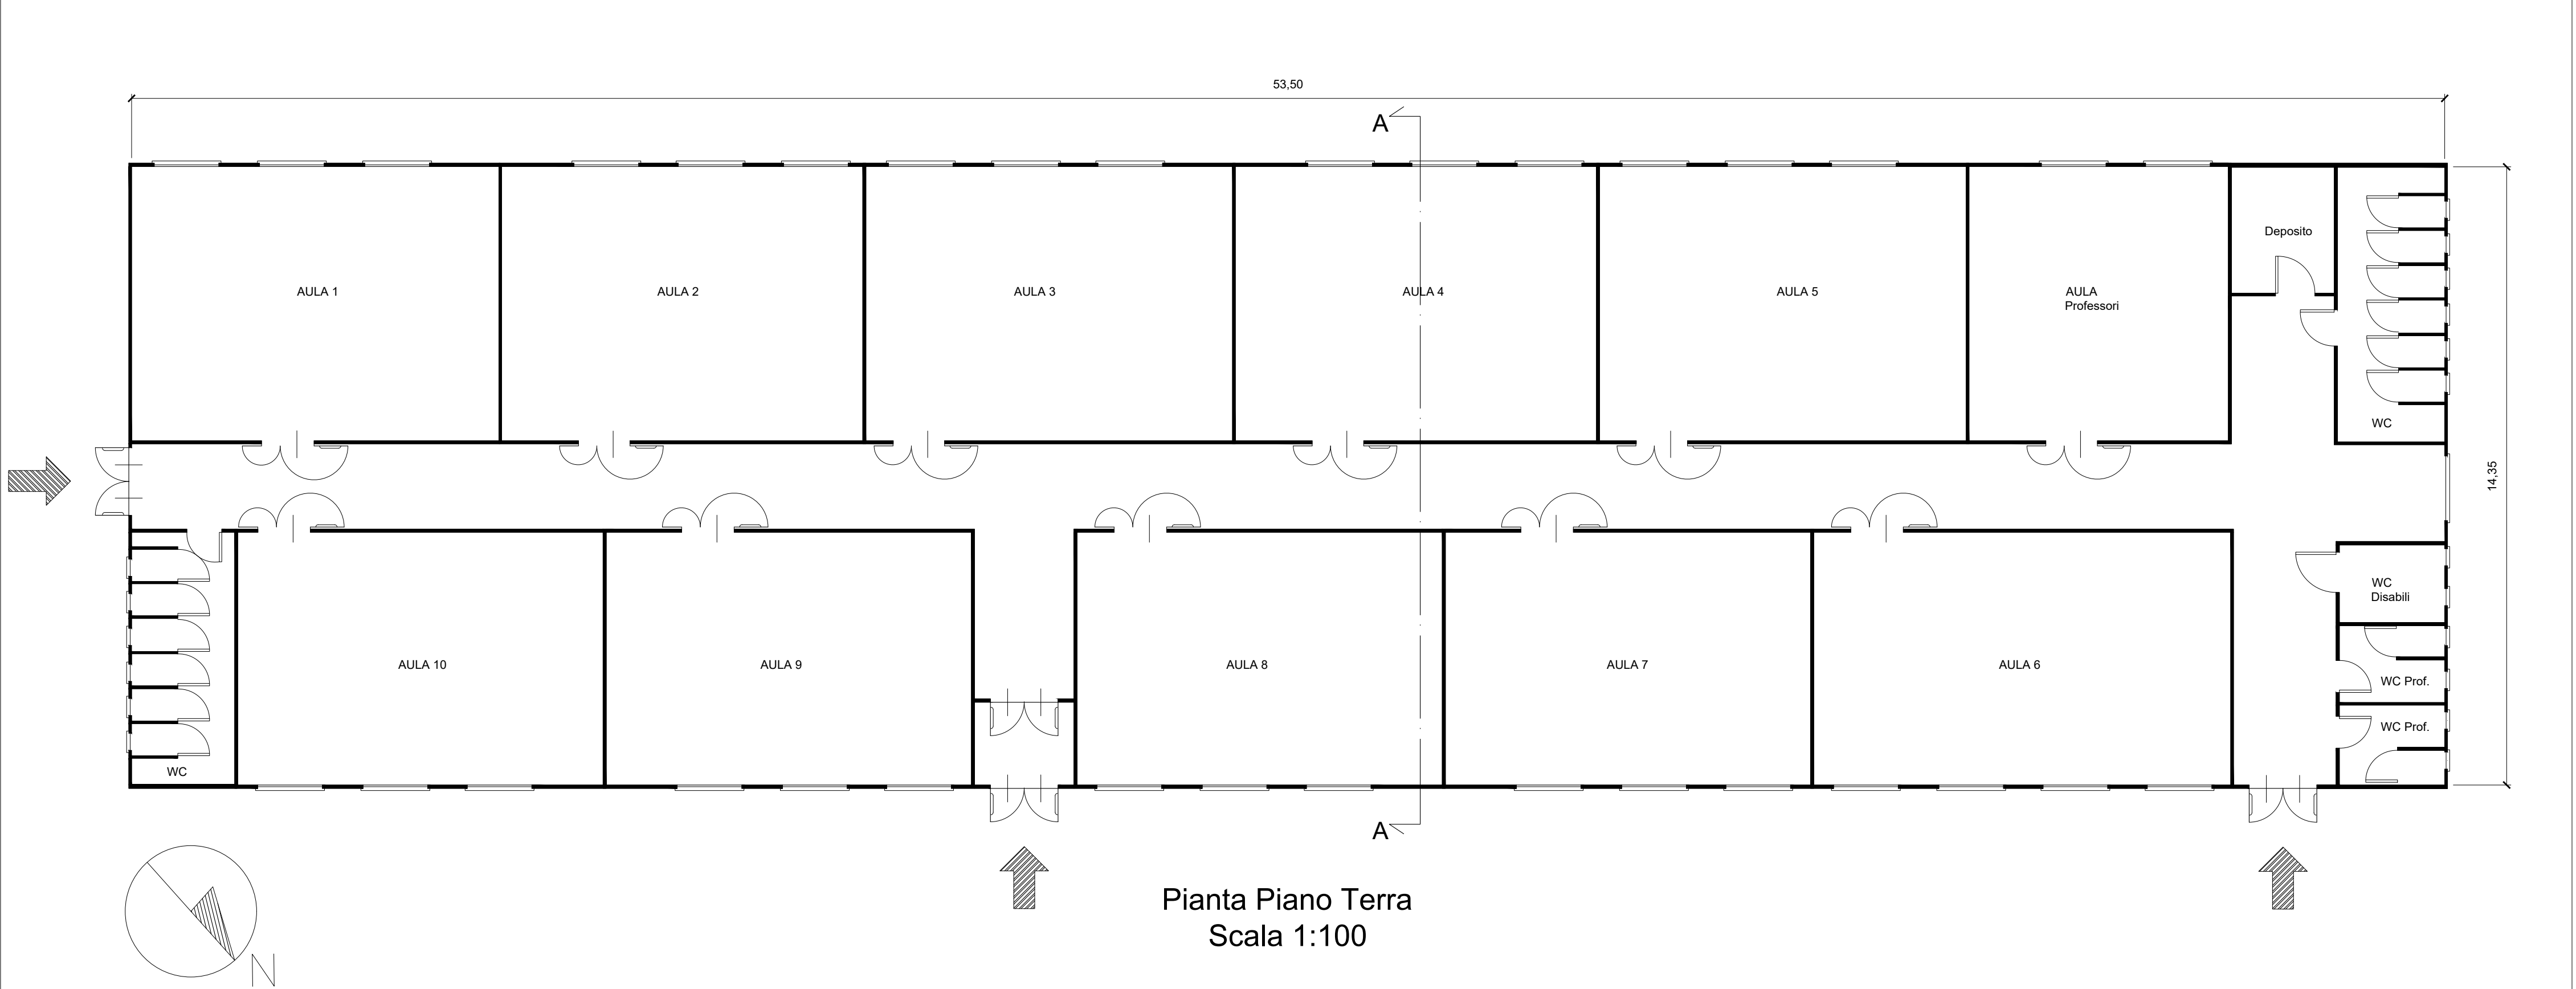 53,50
A
Deposito
AULA 1
AULA 2
AULA 3
AULA 4
AULA 5
AULA
Professori
WC
14,35
WC
Disabili
AULA 10
AULA 9
AULA 8
AULA 7
AULA 6
WC Prof.
WC Prof.
WC
A
Pianta Piano Terra
Scala 1:100
N